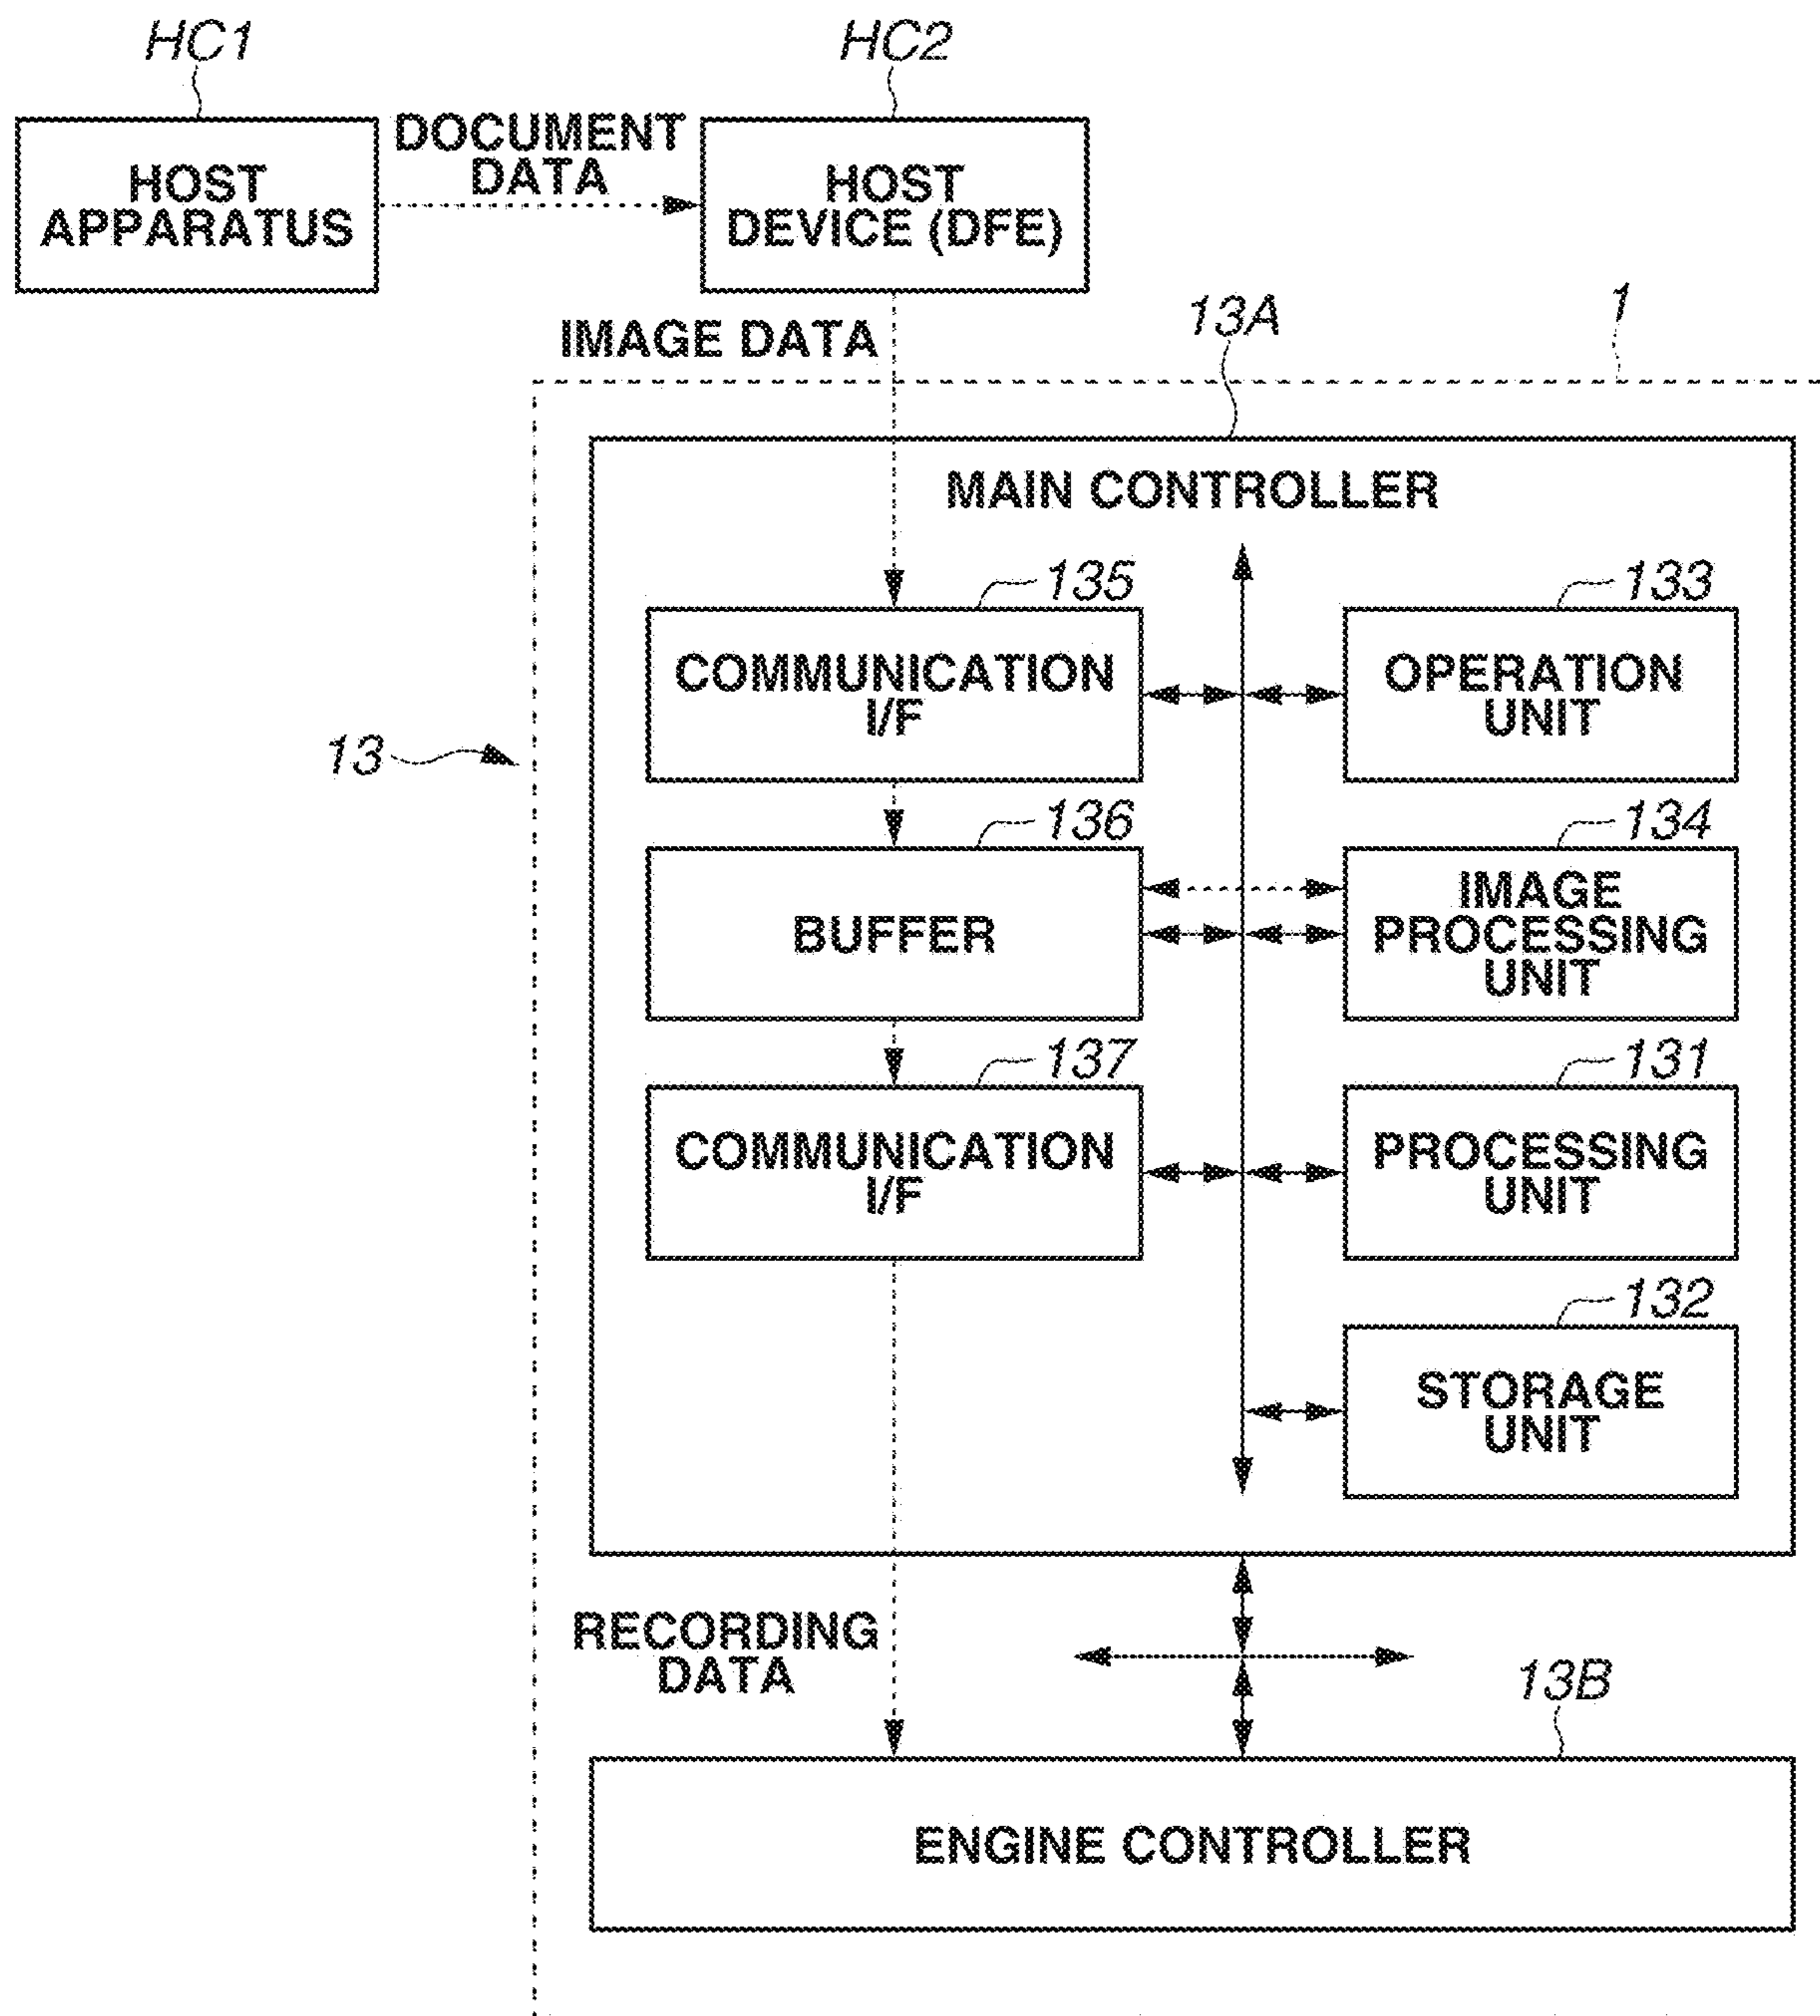 HC1
HC2
HOST
APPARATUS
DOCUMENT
DATA
HOST
DEVICE (DFE)
IMAGE DATA
13A
1
MAIN CONTROLLER
135
133
COMMUNICATION
I/F
OPERATION
UNIT
13
136
134
BUFFER
IMAGE
PROCESSING
UNIT
137
131
COMMUNICATION
I/F
PROCESSING
UNIT
132
STORAGE
UNIT
RECORDING
DATA
13B
ENGINE CONTROLLER